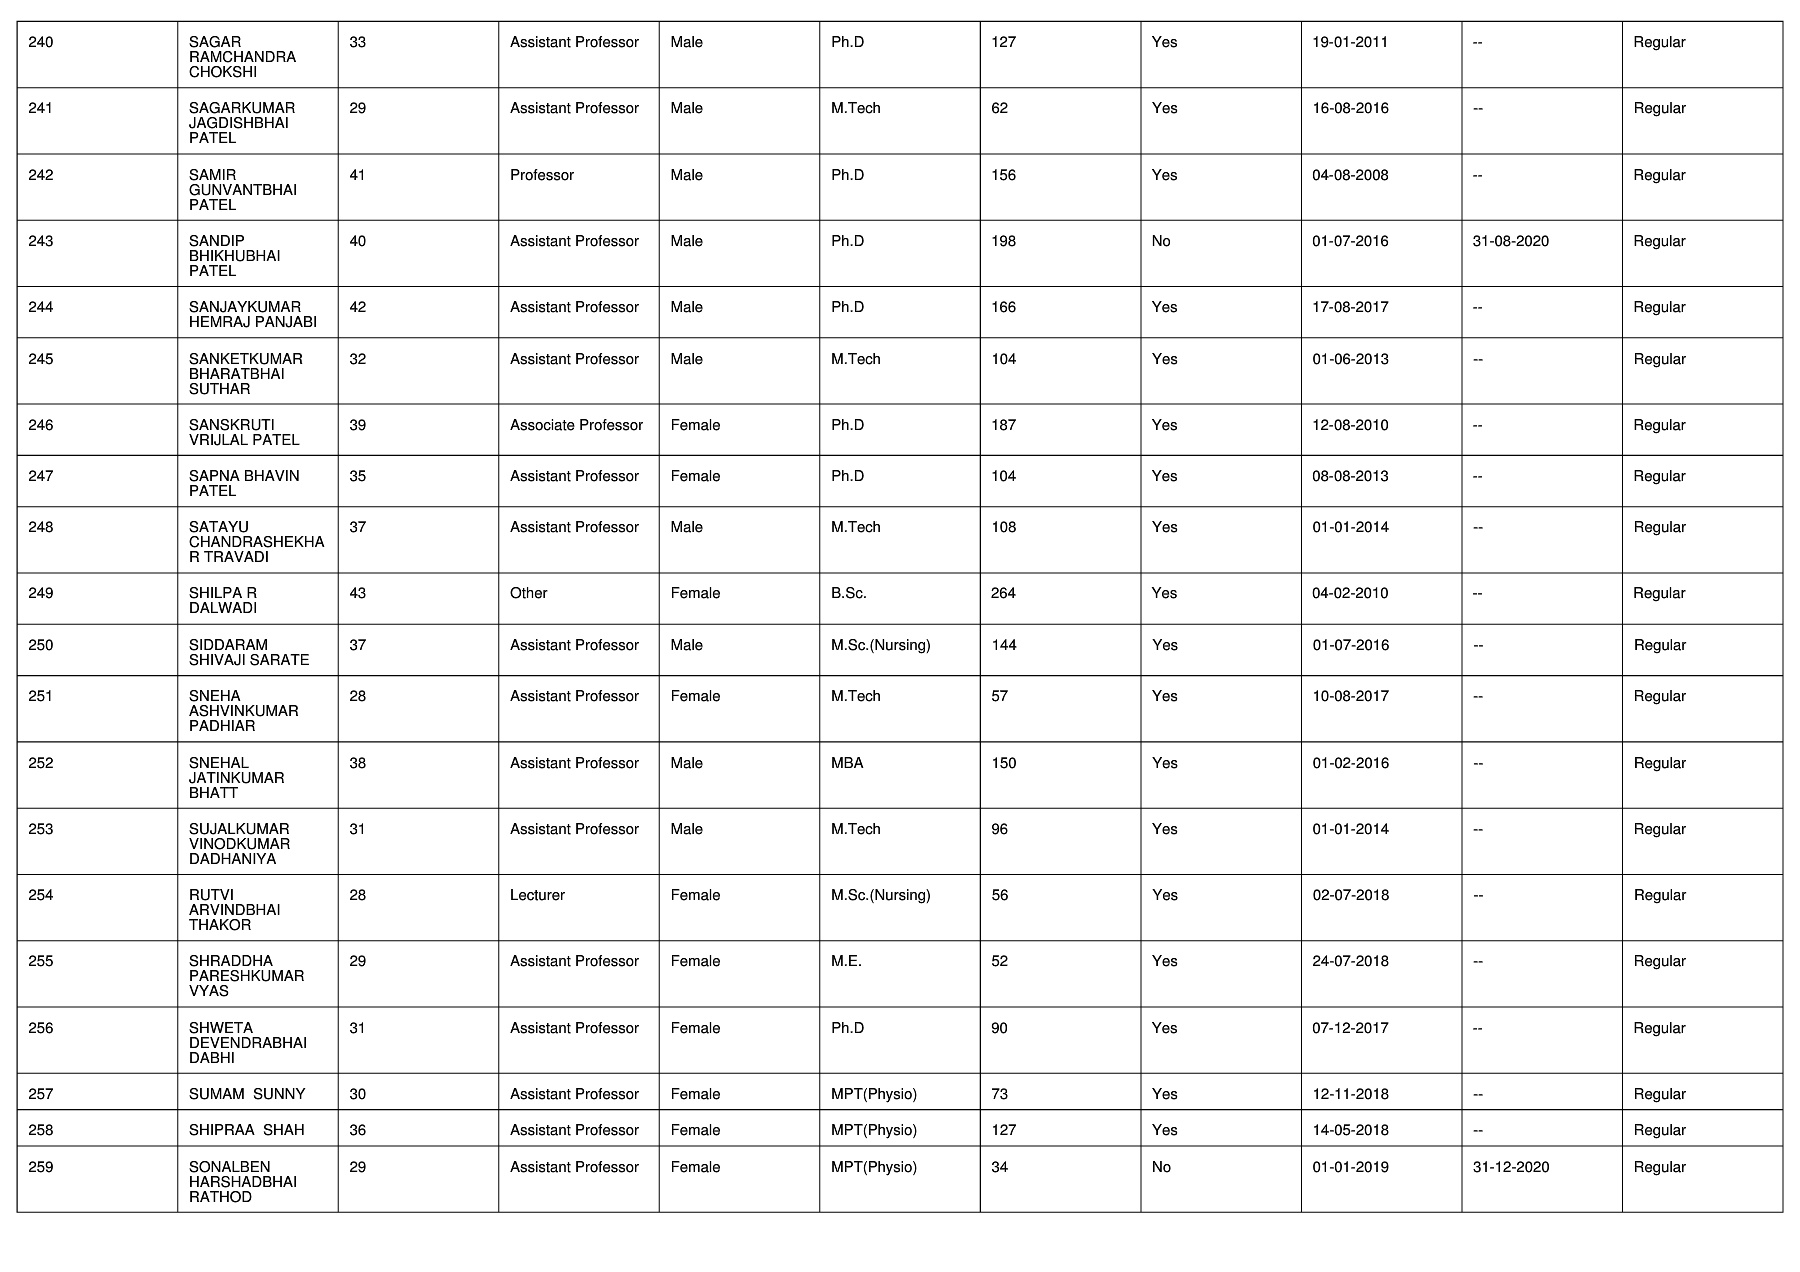 240 SAGAR 33 Assistant Professor Male Ph.D 127 Yes 19-01-2011 -- Regular
RAMCHANDRA
CHOKSHI
241 SAGARKUMAR 29 Assistant Professor Male M.Tech 62 Yes 16-08-2016 -- Regular
JAGDISHBHAI
PATEL
242 SAMIR 41 Professor Male Ph.D 156 Yes 04-08-2008 -- Regular
GUNVANTBHAI
PATEL
243 SANDIP 40 Assistant Professor Male Ph.D 198 No 01-07-2016 31-08-2020 Regular
BHIKHUBHAI
PATEL
244 SANJAYKUMAR 42 Assistant Professor Male Ph.D 166 Yes 17-08-2017 -- Regular
HEMRAJ PANJABI
245 SANKETKUMAR 32 Assistant Professor Male M.Tech 104 Yes 01-06-2013 -- Regular
BHARATBHAI
SUTHAR
246 SANSKRUTI 39 Associate Professor Female Ph.D 187 Yes 12-08-2010 -- Regular
VRIJLAL PATEL
247 SAPNA BHAVIN 35 Assistant Professor Female Ph.D 104 Yes 08-08-2013 -- Regular
PATEL
248 SATAYU 37 Assistant Professor Male M.Tech 108 Yes 01-01-2014 -- Regular
CHANDRASHEKHA
R TRAVADI
249 SHILPA R 43 Other Female B.Sc. 264 Yes 04-02-2010 -- Regular
DALWADI
250 SIDDARAM 37 Assistant Professor Male M.Sc.(Nursing) 144 Yes 01-07-2016 -- Regular
SHIVAJI SARATE
251 SNEHA 28 Assistant Professor Female M.Tech 57 Yes 10-08-2017 -- Regular
ASHVINKUMAR
PADHIAR
252 SNEHAL 38 Assistant Professor Male MBA 150 Yes 01-02-2016 -- Regular
JATINKUMAR
BHATT
253 SUJALKUMAR 31 Assistant Professor Male M.Tech 96 Yes 01-01-2014 -- Regular
VINODKUMAR
DADHANIYA
254 RUTVI 28 Lecturer Female M.Sc.(Nursing) 56 Yes 02-07-2018 -- Regular
ARVINDBHAI
THAKOR
255 SHRADDHA 29 Assistant Professor Female M.E. 52 Yes 24-07-2018 -- Regular
PARESHKUMAR
VYAS
256 SHWETA 31 Assistant Professor Female Ph.D 90 Yes 07-12-2017 -- Regular
DEVENDRABHAI
DABHI
257 SUMAM  SUNNY 30 Assistant Professor Female MPT(Physio) 73 Yes 12-11-2018 -- Regular
258 SHIPRAA  SHAH 36 Assistant Professor Female MPT(Physio) 127 Yes 14-05-2018 -- Regular
259 SONALBEN 29 Assistant Professor Female MPT(Physio) 34 No 01-01-2019 31-12-2020 Regular
HARSHADBHAI
RATHOD